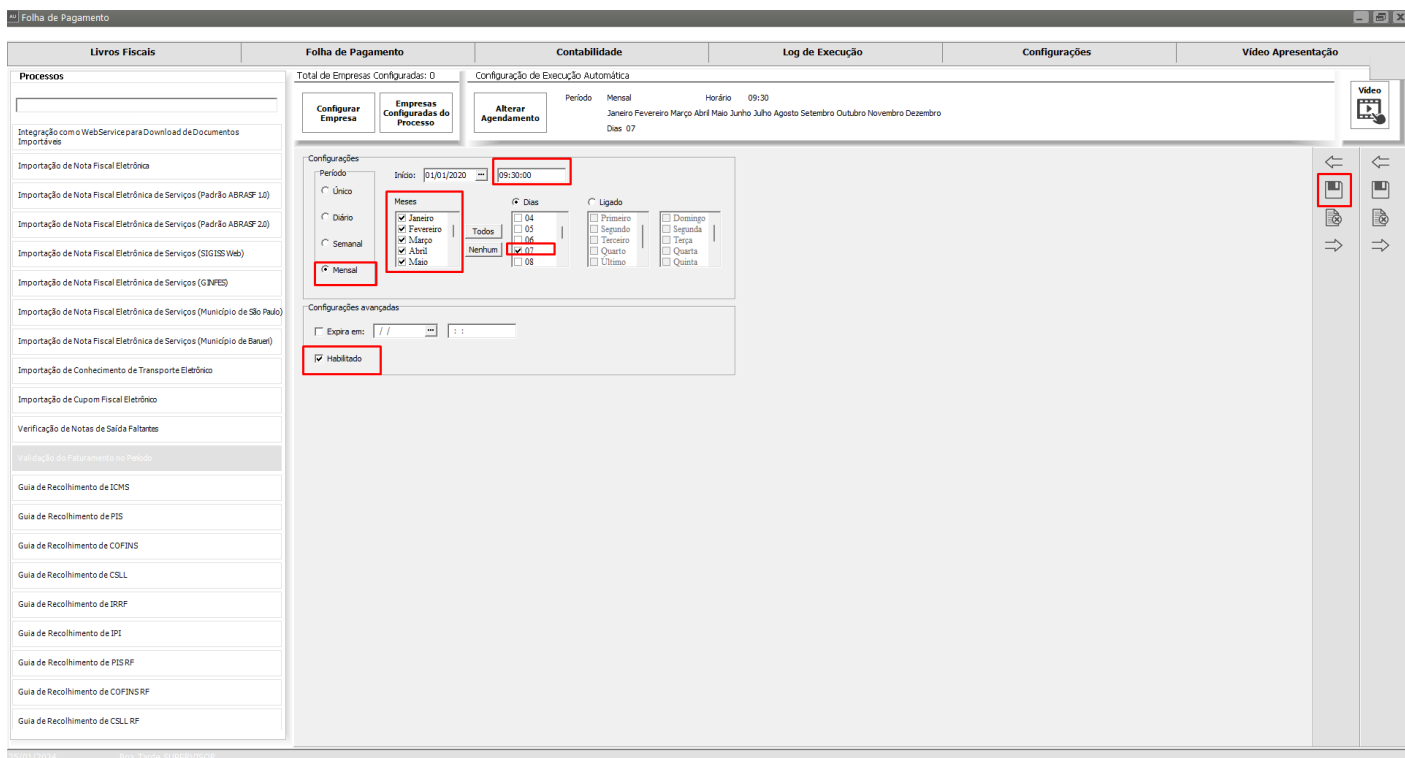 AU Folha de Pagamento
Livros Fiscais Folha de Pagamento Contabilidade Log de Execução Configurações Vídeo Apresentação
Processos
Integração com o WebService para Download de Documentos
Importáveis
Importação de Nota Fiscal Eletrônica
Importação de Nota Fiscal Eletrônica de Serviços (Padrão ABRASF 1.0)
Importação de Nota Fiscal Eletrônica de Serviços (Padrão ABRASF 2.0)
Importação de Nota Fiscal Eletrônica de Serviços (SIGISS Web)
Importação de Nota Fiscal Eletrônica de Serviços (GINFES)
Importação de Nota Fiscal Eletrônica de Serviços (Município de São Paulo)
Importação de Nota Fiscal Eletrônica de Serviços (Município de Barueri)
Importação de Conhecimento de Transporte Eletrônico
Importação de Cupom Fiscal Eletrônico
Verificação de Notas de Saída Faltantes
Validação do Faturamento no Período
Guia de Recolhimento de ICMS
Guia de Recolhimento de PIS
Guia de Recolhimento de COFINS
Guia de Recolhimento de CSLL
Guia de Recolhimento de IRRF
Guia de Recolhimento de IPI
Guia de Recolhimento de PIS RF
Guia de Recolhimento de COFINS RF
Guia de Recolhimento de CSLL RF
Total de Empresas Configuradas: 0
Configurar
Empresa
Empresas
Configuradas do
Processo
Configuração de Execução Automática
Alterar
Agendamento
Período Mensal Horário 09:30
Janeiro Fevereiro Março Abril Maio Junho Julho Agosto Setembro Outubro Novembro Dezembro
Dias 07
Vídeo
Configurações
Período
Único
Diário
Semanal
Mensal
Início: 01/01/2020 ... 09:30:00
Meses
Janeiro
Fevereiro
Março
Abril
Maio
Todos
Nenhum
Dias
04
05
06
07
08
Ligado
Primeiro
Segundo
Terceiro
Quarto
Último
Domingo
Segunda
Terça
Quarta
Quinta
Configurações avançadas
Expira em: / / ... : :
Habilitado